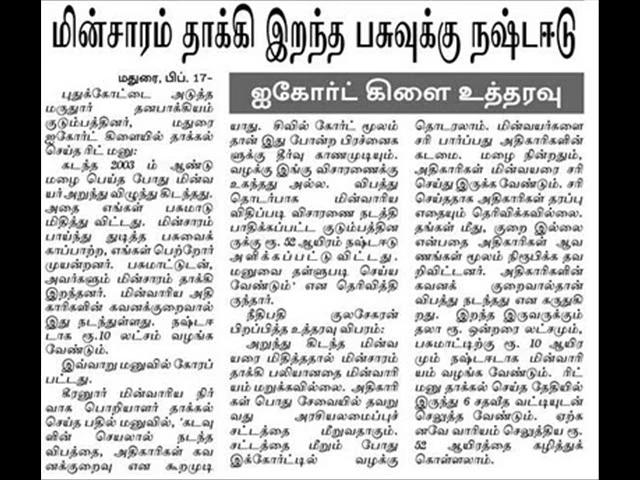 மின்சாரம் தாக்கி இறந்த பசுவுக்கு நஷ்டஈடு
ஐகோர்ட் கிளை உத்தரவு
மதுரை, பிப். 17–
புதுக்கோட்டை அடுத்த
மருதூர் தனபாக்கியம்
குடும்பத்தினர், மதுரை
ஐகோர்ட் கிளையில் தாக்கல்
செய்த ரிட் மனு:
கடந்த 2003 ம் ஆண்டு
மழை பெய்த போது மின்வ
யர் அறுந்து விழுந்து கிடந்தது.
அதை எங்கள் பசுமாடு
மிதித்து விட்டது. மின்சாரம்
பாய்ந்து துடித்த பசுவைக்
காப்பாற்ற, எங்கள் பெற்றோர்
முயன்றனர். பசுமாட்டுடன்,
அவர்களும் மின்சாரம் தாக்கி
இறந்தனர். மின்வாரிய அதி
காரிகளின் கவனக்குறைவால்
இது நடந்துள்ளது. நஷ்டஈ
டாக ரூ.10 லட்சம் வழங்க
வேண்டும்.
இவ்வாறு மனுவில் கோரப்
பட்டது.
கீரனூர் மின்வாரிய நிர்
வாக பொறியாளர் தாக்கல்
செய்த பதில் மனுவில், 'கடவு
ளின் செயலால் நடந்த
விபத்தை, அதிகாரிகள் கவ
னக்குறைவு என கூறமுடி
யாது. சிவில் கோர்ட் மூலம்
தான் இது போன்ற பிரச்னைக
ளுக்கு தீர்வு காணமுடியும்.
வழக்கு இங்கு விசாரணைக்கு
உகந்தது அல்ல. விபத்து
தொடர்பாக மின்வாரிய
விதிப்படி விசாரணை நடத்தி
பாதிக்கப்பட்ட குடும்பத்தின
ருக்கு ரூ. 52 ஆயிரம் நஷ்டஈடு
அளிக்கப்பட்டு விட்டது.
மனுவை தள்ளுபடி செய்ய
வேண்டும்' என தெரிவித்தி
ருந்தார்.
நீதிபதி குலசேகரன்
பிறப்பித்த உத்தரவு விபரம்:
அறுந்து கிடந்த மின்வ
யரை மிதித்ததால் மின்சாரம்
தாக்கி பலியானதை மின்வாரி
யம் மறுக்கவில்லை. அதிகாரி
கள் பொது சேவையில் தவறு
வது அரசியலமைப்புச்
சட்டத்தை மீறுவதாகும்.
சட்டத்தை மீறும் போது
இக்கோர்ட்டில் வழக்கு
தொடரலாம். மின்வயர்களை
சரி பார்ப்பது அதிகாரிகளின்
கடமை. மழை நின்றதும்,
அதிகாரிகள் மின்வயரை சரி
செய்து இருக்க வேண்டும். சரி
செய்ததாக அதிகாரிகள் தரப்பு
எதையும் தெரிவிக்கவில்லை.
தங்கள் மீது, குறை இல்லை
என்பதை அதிகாரிகள் ஆவ
ணங்கள் மூலம் நிரூபிக்க தவ
றிவிட்டனர். அதிகாரிகளின்
கவனக் குறைவால்தான்
விபத்து நடந்தது என கருதுகி
றது. இறந்த இருவருக்கும்
தலா ரூ. ஒன்றரை லட்சமும்,
பசுமாட்டிற்கு ரூ. 10 ஆயிர
மும் நஷ்டஈடாக மின்வாரி
யம் வழங்க வேண்டும். ரிட்
மனு தாக்கல் செய்த தேதியில்
இருந்து 6 சதவீத வட்டியுடன்
செலுத்த வேண்டும். ஏற்க
னவே வாரியம் செலுத்திய ரூ.
52 ஆயிரத்தை கழித்துக்
கொள்ளலாம்.